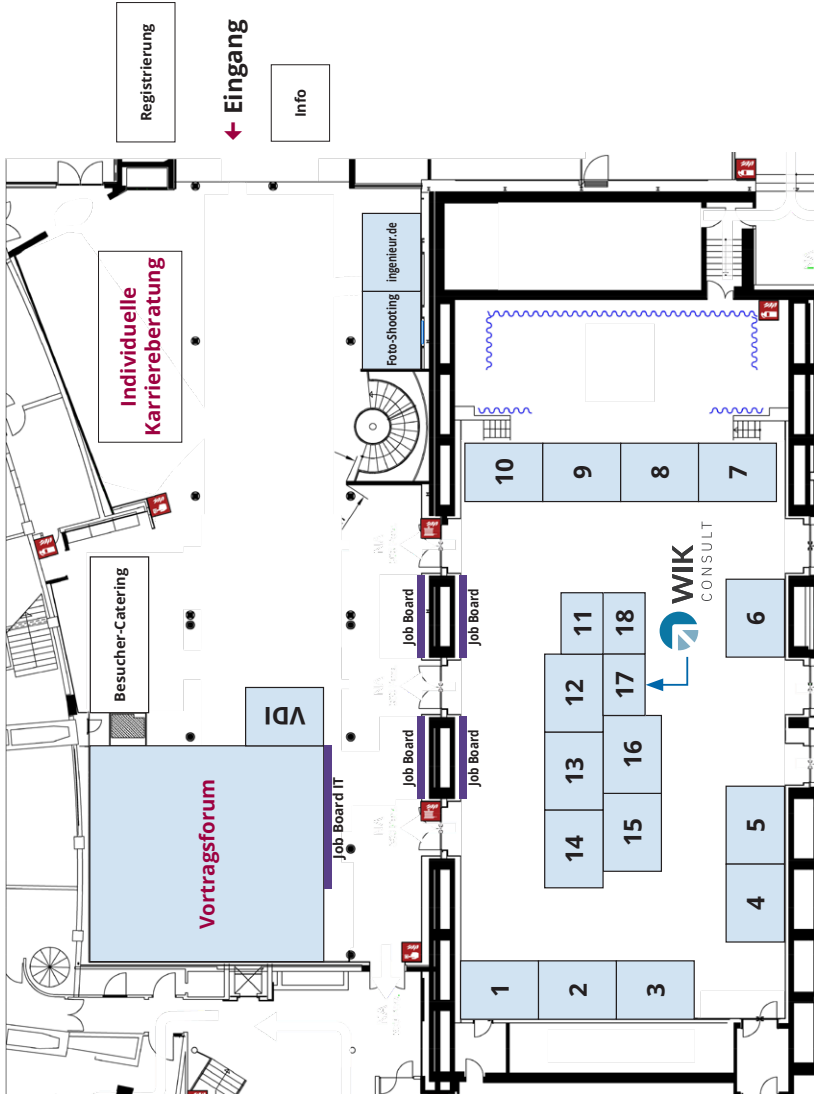 Registrierung
Eingang
Info
Individuelle
Karriereberatung
ingenieur.de
Foto-Shooting
Besucher-Catering
VDI
Vortragsforum
Job Board IT
Job Board
Job Board
Job Board
Job Board
10
9
8
7
WIK
CONSULT
11
18
6
12
17
13
16
14
15
5
4
1
2
3